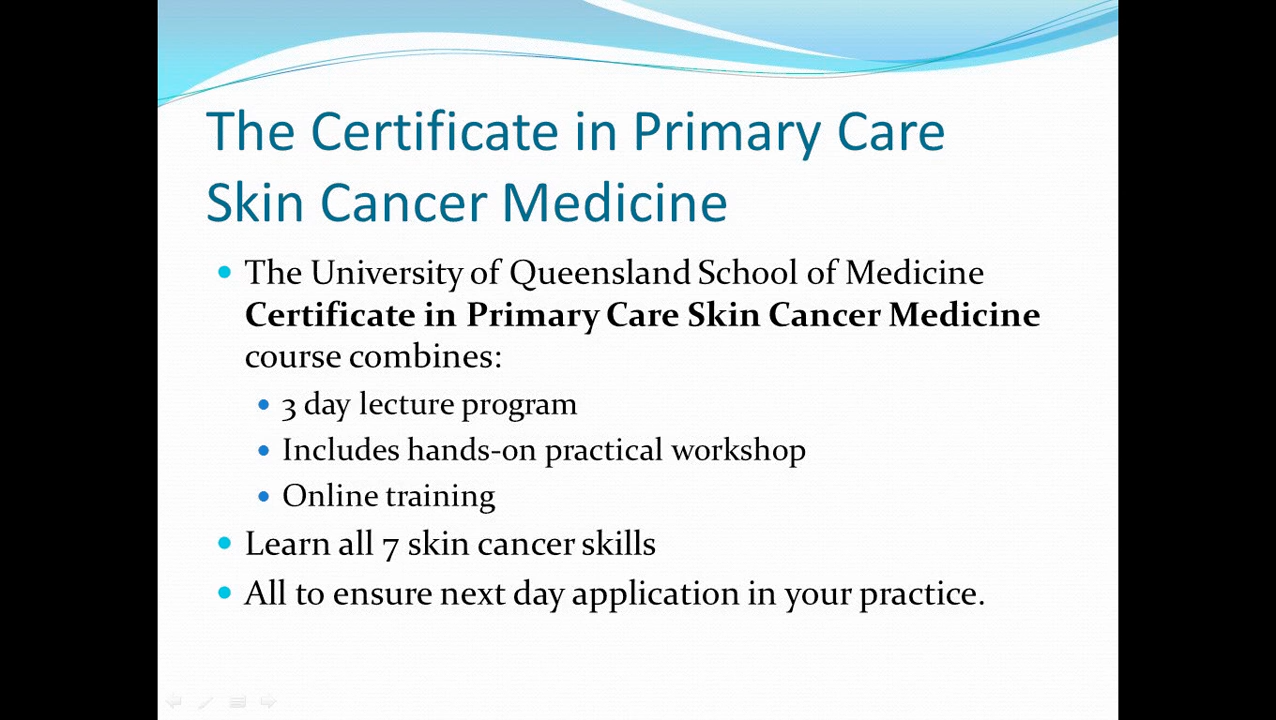 The Certificate in Primary Care
Skin Cancer Medicine
The University of Queensland School of Medicine
Certificate in Primary Care Skin Cancer Medicine
course combines:
3 day lecture program
Includes hands-on practical workshop
Online training
Learn all 7 skin cancer skills
All to ensure next day application in your practice.